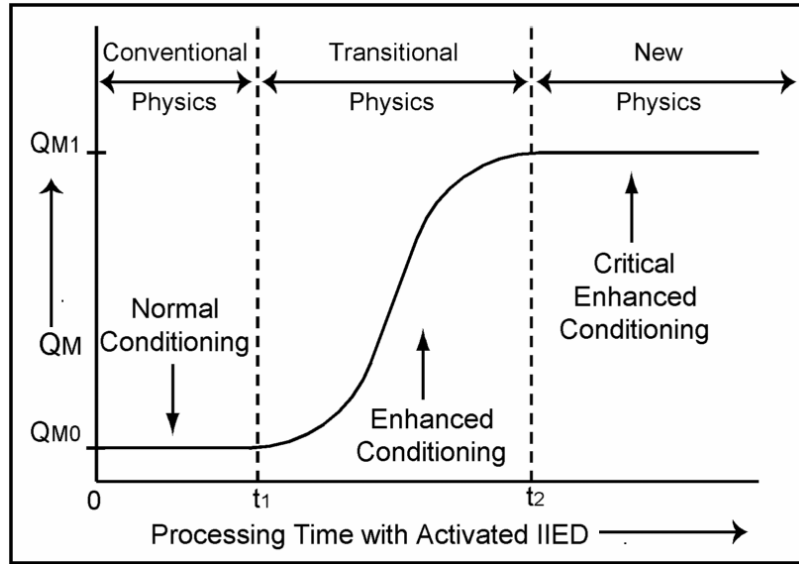 Conventional
Transitional
New
Physics
Physics
Physics
QM1
QM
QM0
Normal
Conditioning
Enhanced
Conditioning
Critical
Enhanced
Conditioning
0
t1
t2
Processing Time with Activated IIED